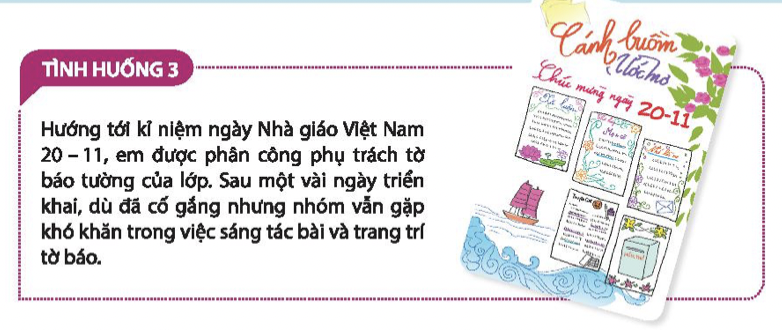 TÌNH HUỐNG 3
Hướng tới kỉ niệm ngày Nhà giáo Việt Nam
20 – 11, em được phân công phụ trách tờ
báo tường của lớp. Sau một vài ngày triển
khai, dù đã cố gắng nhưng nhóm vẫn gặp
khó khăn trong việc sáng tác bài và trang trí
tờ báo.
Cánh buồm
Ước mơ
Chúc mừng ngày
20-11